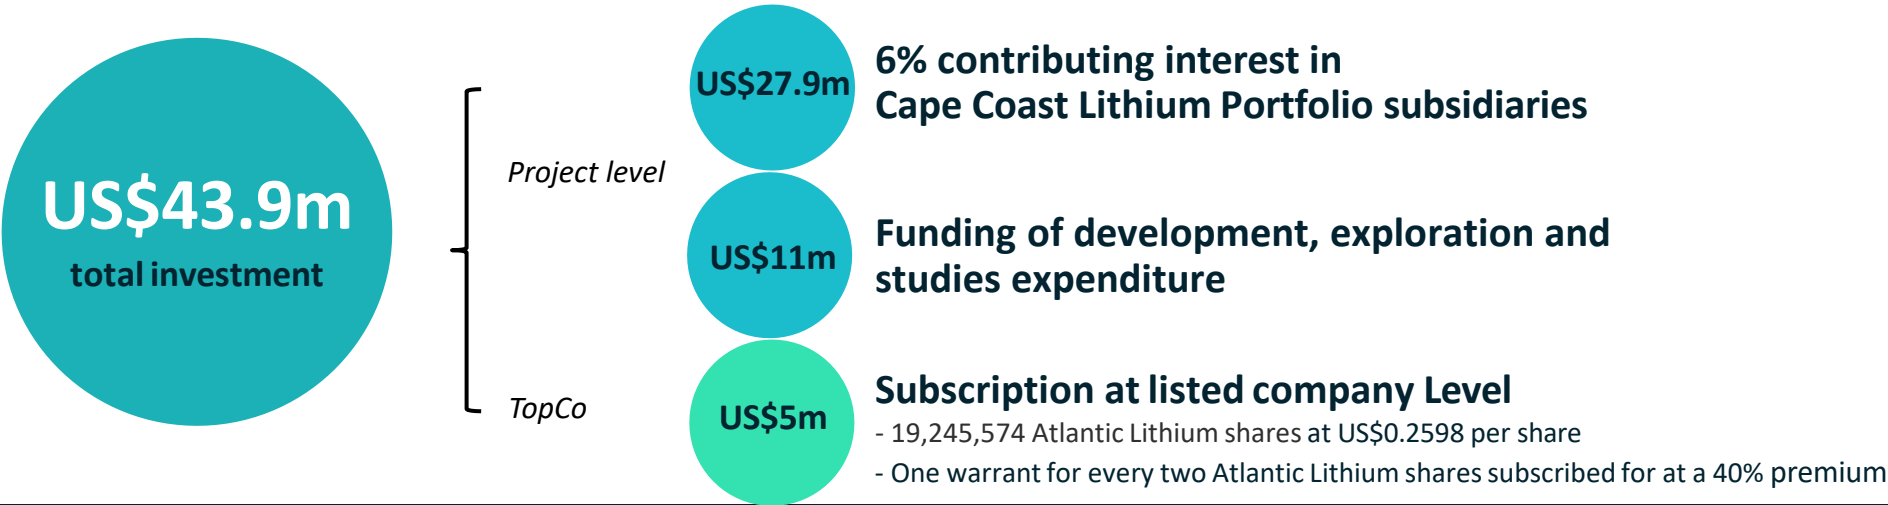 US$43.9m
total investment
Project level
TopCo
US$27.9m
6% contributing interest in
Cape Coast Lithium Portfolio subsidiaries
US$11m
Funding of development, exploration and
studies expenditure
US$5m
Subscription at listed company Level
- 19,245,574 Atlantic Lithium shares at US$0.2598 per share
- One warrant for every two Atlantic Lithium shares subscribed for at a 40% premium